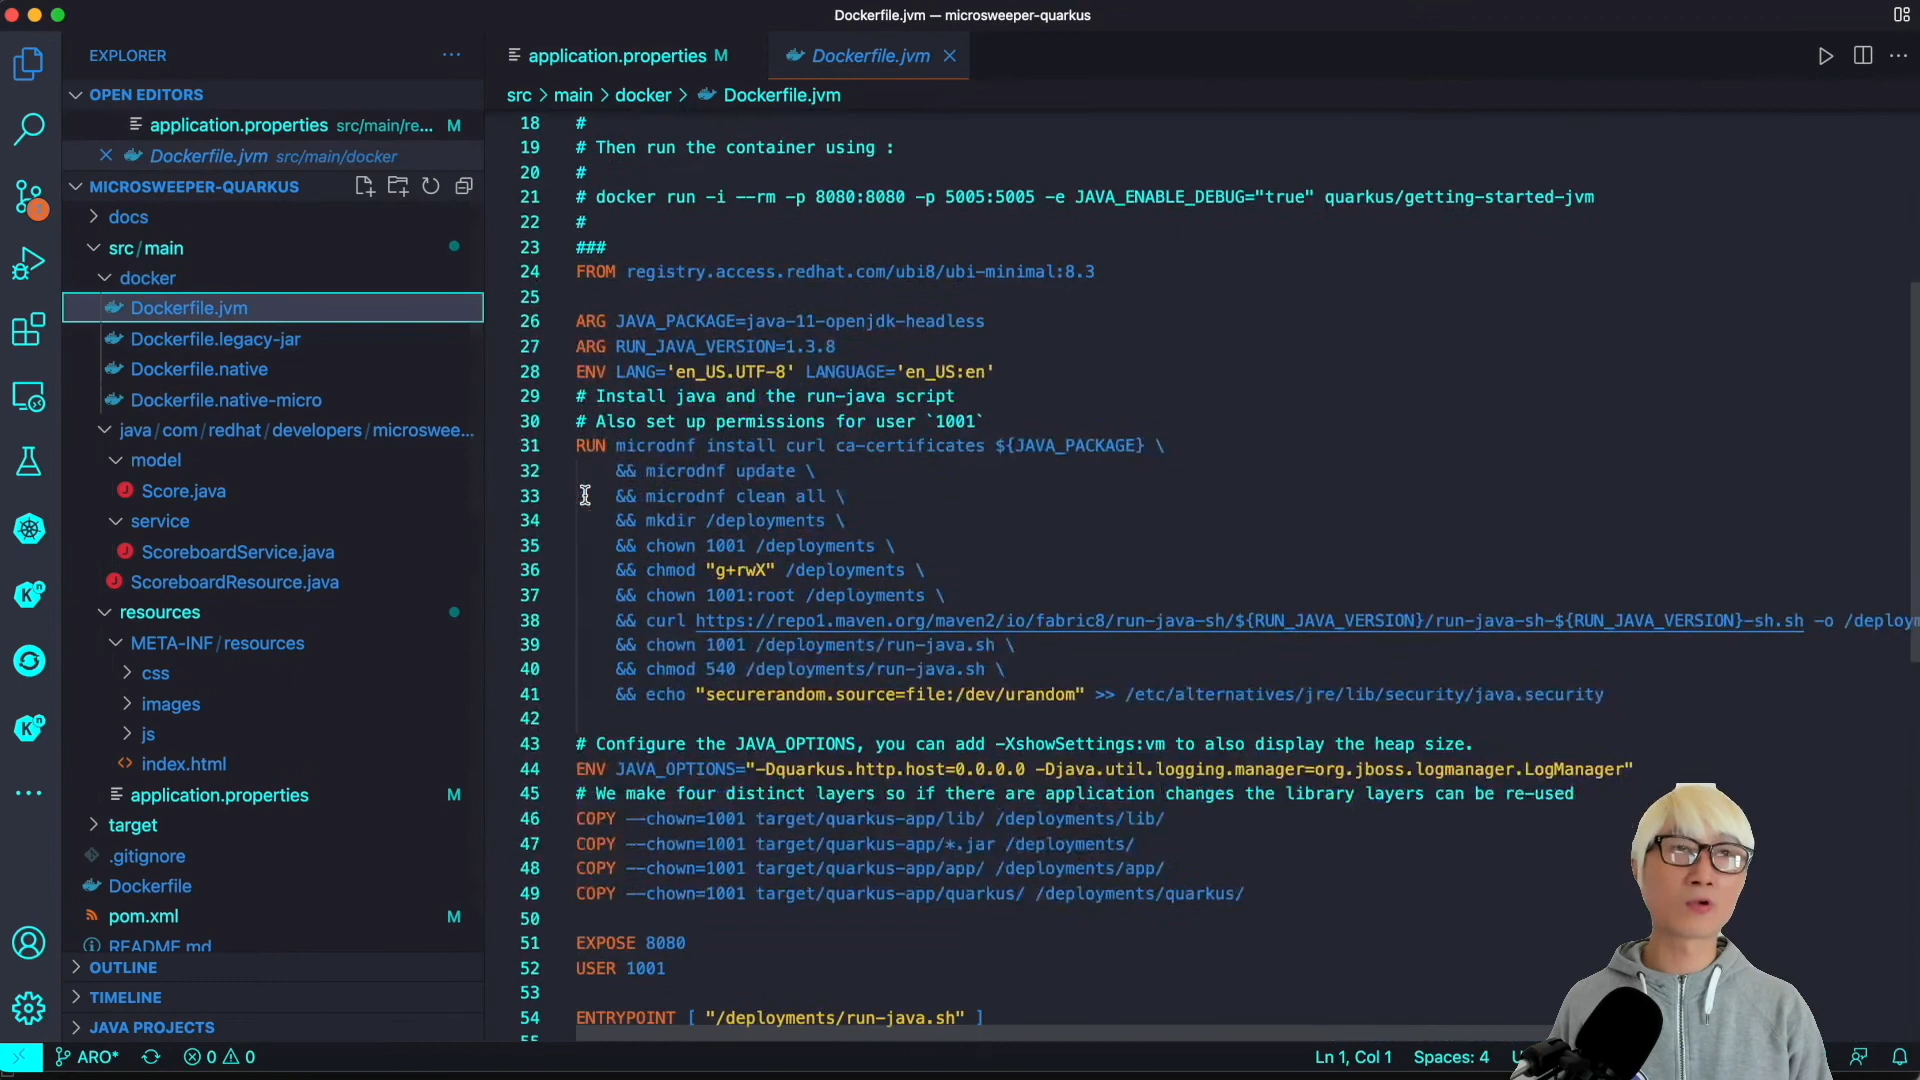 Dockerfile.jvm — microsweeper-quarkus
EXPLORER
OPEN EDITORS
application.properties src/main/re... M
Dockerfile.jvm src/main/docker
MICROSWEEPER-QUARKUS
docs
src / main
docker
Dockerfile.jvm
Dockerfile.legacy-jar
Dockerfile.native
Dockerfile.native-micro
java / com / redhat / developers / microswee...
model
Score.java
service
ScoreboardService.java
ScoreboardResource.java
resources
META-INF / resources
css
images
js
index.html
application.properties M
target
.gitignore
Dockerfile
pom.xml M
README.md
OUTLINE
TIMELINE
JAVA PROJECTS
application.properties M
Dockerfile.jvm
src > main > docker > Dockerfile.jvm
18 #
19 # Then run the container using :
20 #
21 # docker run -i --rm -p 8080:8080 -p 5005:5005 -e JAVA_ENABLE_DEBUG="true" quarkus/getting-started-jvm
22 #
23 ###
24 FROM registry.access.redhat.com/ubi8/ubi-minimal:8.3
25
26 ARG JAVA_PACKAGE=java-11-openjdk-headless
27 ARG RUN_JAVA_VERSION=1.3.8
28 ENV LANG='en_US.UTF-8' LANGUAGE='en_US:en'
29 # Install java and the run-java script
30 # Also set up permissions for user `1001`
31 RUN microdnf install curl ca-certificates ${JAVA_PACKAGE} \
32 && microdnf update \
33 && microdnf clean all \
34 && mkdir /deployments \
35 && chown 1001 /deployments \
36 && chmod "g+rwX" /deployments \
37 && chown 1001:root /deployments \
38 && curl https://repo1.maven.org/maven2/io/fabric8/run-java-sh/${RUN_JAVA_VERSION}/run-java-sh-${RUN_JAVA_VERSION}-sh.sh -o /deploym
39 && chown 1001 /deployments/run-java.sh \
40 && chmod 540 /deployments/run-java.sh \
41 && echo "securerandom.source=file:/dev/urandom" >> /etc/alternatives/jre/lib/security/java.security
42
43 # Configure the JAVA_OPTIONS, you can add -XshowSettings:vm to also display the heap size.
44 ENV JAVA_OPTIONS="-Dquarkus.http.host=0.0.0.0 -Djava.util.logging.manager=org.jboss.logmanager.LogManager"
45 # We make four distinct layers so if there are application changes the library layers can be re-used
46 COPY --chown=1001 target/quarkus-app/lib/ /deployments/lib/
47 COPY --chown=1001 target/quarkus-app/*.jar /deployments/
48 COPY --chown=1001 target/quarkus-app/app/ /deployments/app/
49 COPY --chown=1001 target/quarkus-app/quarkus/ /deployments/quarkus/
50
51 EXPOSE 8080
52 USER 1001
53
54 ENTRYPOINT [ "/deployments/run-java.sh" ]
55
ARO* 0 0 Ln 1, Col 1 Spaces: 4